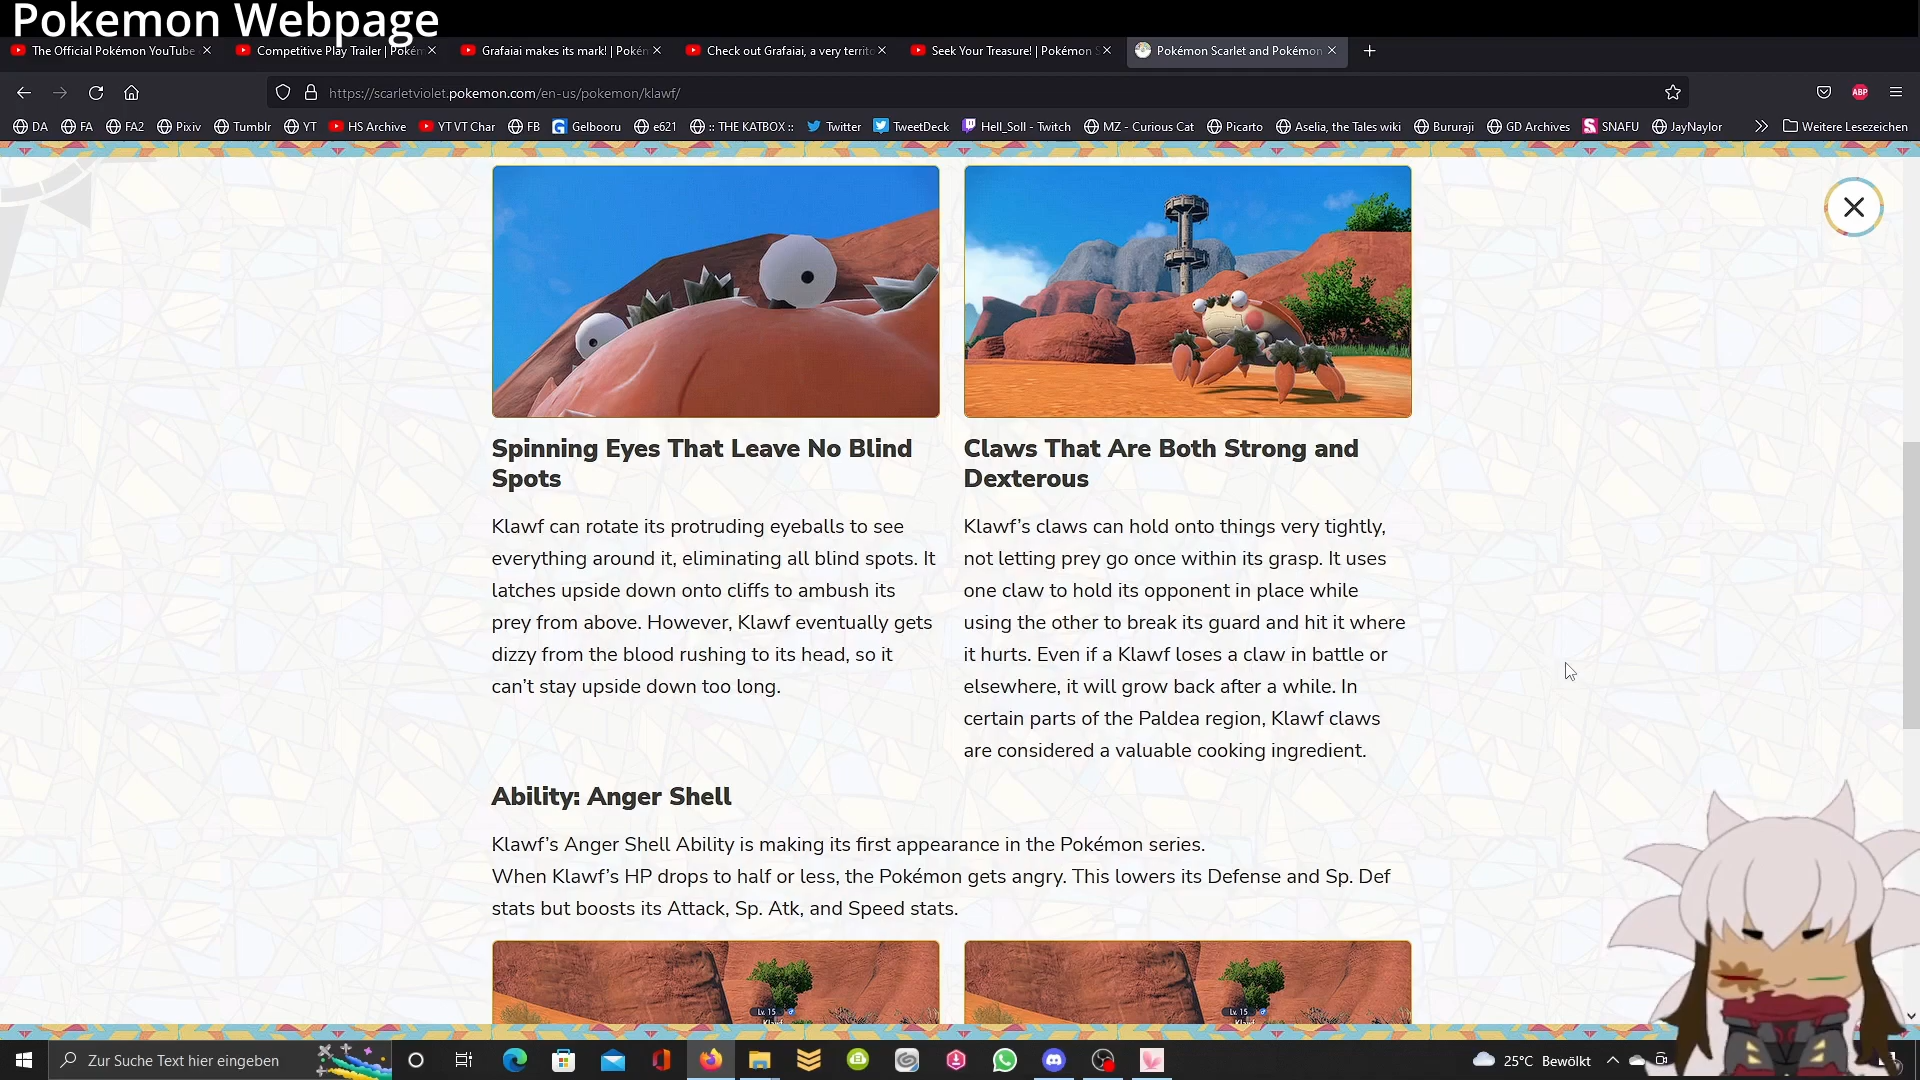 Pokemon Webpage
The Official Pokémon YouTube
Competitive Play Trailer | Pokém
Grafaiai makes its mark! | Pokém
Check out Grafaiai, a very territo
Seek Your Treasure! | Pokémon S
Pokémon Scarlet and Pokémon
https://scarletviolet.pokemon.com/en-us/pokemon/klawf/
ABP
DA FA FA2 Pixiv Tumblr YT HS Archive YT VT Char FB Gelbooru e621 :: THE KATBOX :: Twitter TweetDeck Hell_Soll - Twitch MZ - Curious Cat Picarto Aselia, the Tales wiki Bururaji GD Archives SNAFU JayNaylor Weitere Lesezeichen
Spinning Eyes That Leave No Blind
Spots
Klawf can rotate its protruding eyeballs to see
everything around it, eliminating all blind spots. It
latches upside down onto cliffs to ambush its
prey from above. However, Klawf eventually gets
dizzy from the blood rushing to its head, so it
can’t stay upside down too long.
Claws That Are Both Strong and
Dexterous
Klawf’s claws can hold onto things very tightly,
not letting prey go once within its grasp. It uses
one claw to hold its opponent in place while
using the other to break its guard and hit it where
it hurts. Even if a Klawf loses a claw in battle or
elsewhere, it will grow back after a while. In
certain parts of the Paldea region, Klawf claws
are considered a valuable cooking ingredient.
Ability: Anger Shell
Klawf’s Anger Shell Ability is making its first appearance in the Pokémon series.
When Klawf’s HP drops to half or less, the Pokémon gets angry. This lowers its Defense and Sp. Def
stats but boosts its Attack, Sp. Atk, and Speed stats.
Lv. 15
Lv. 15
Zur Suche Text hier eingeben
25°C Bewölkt